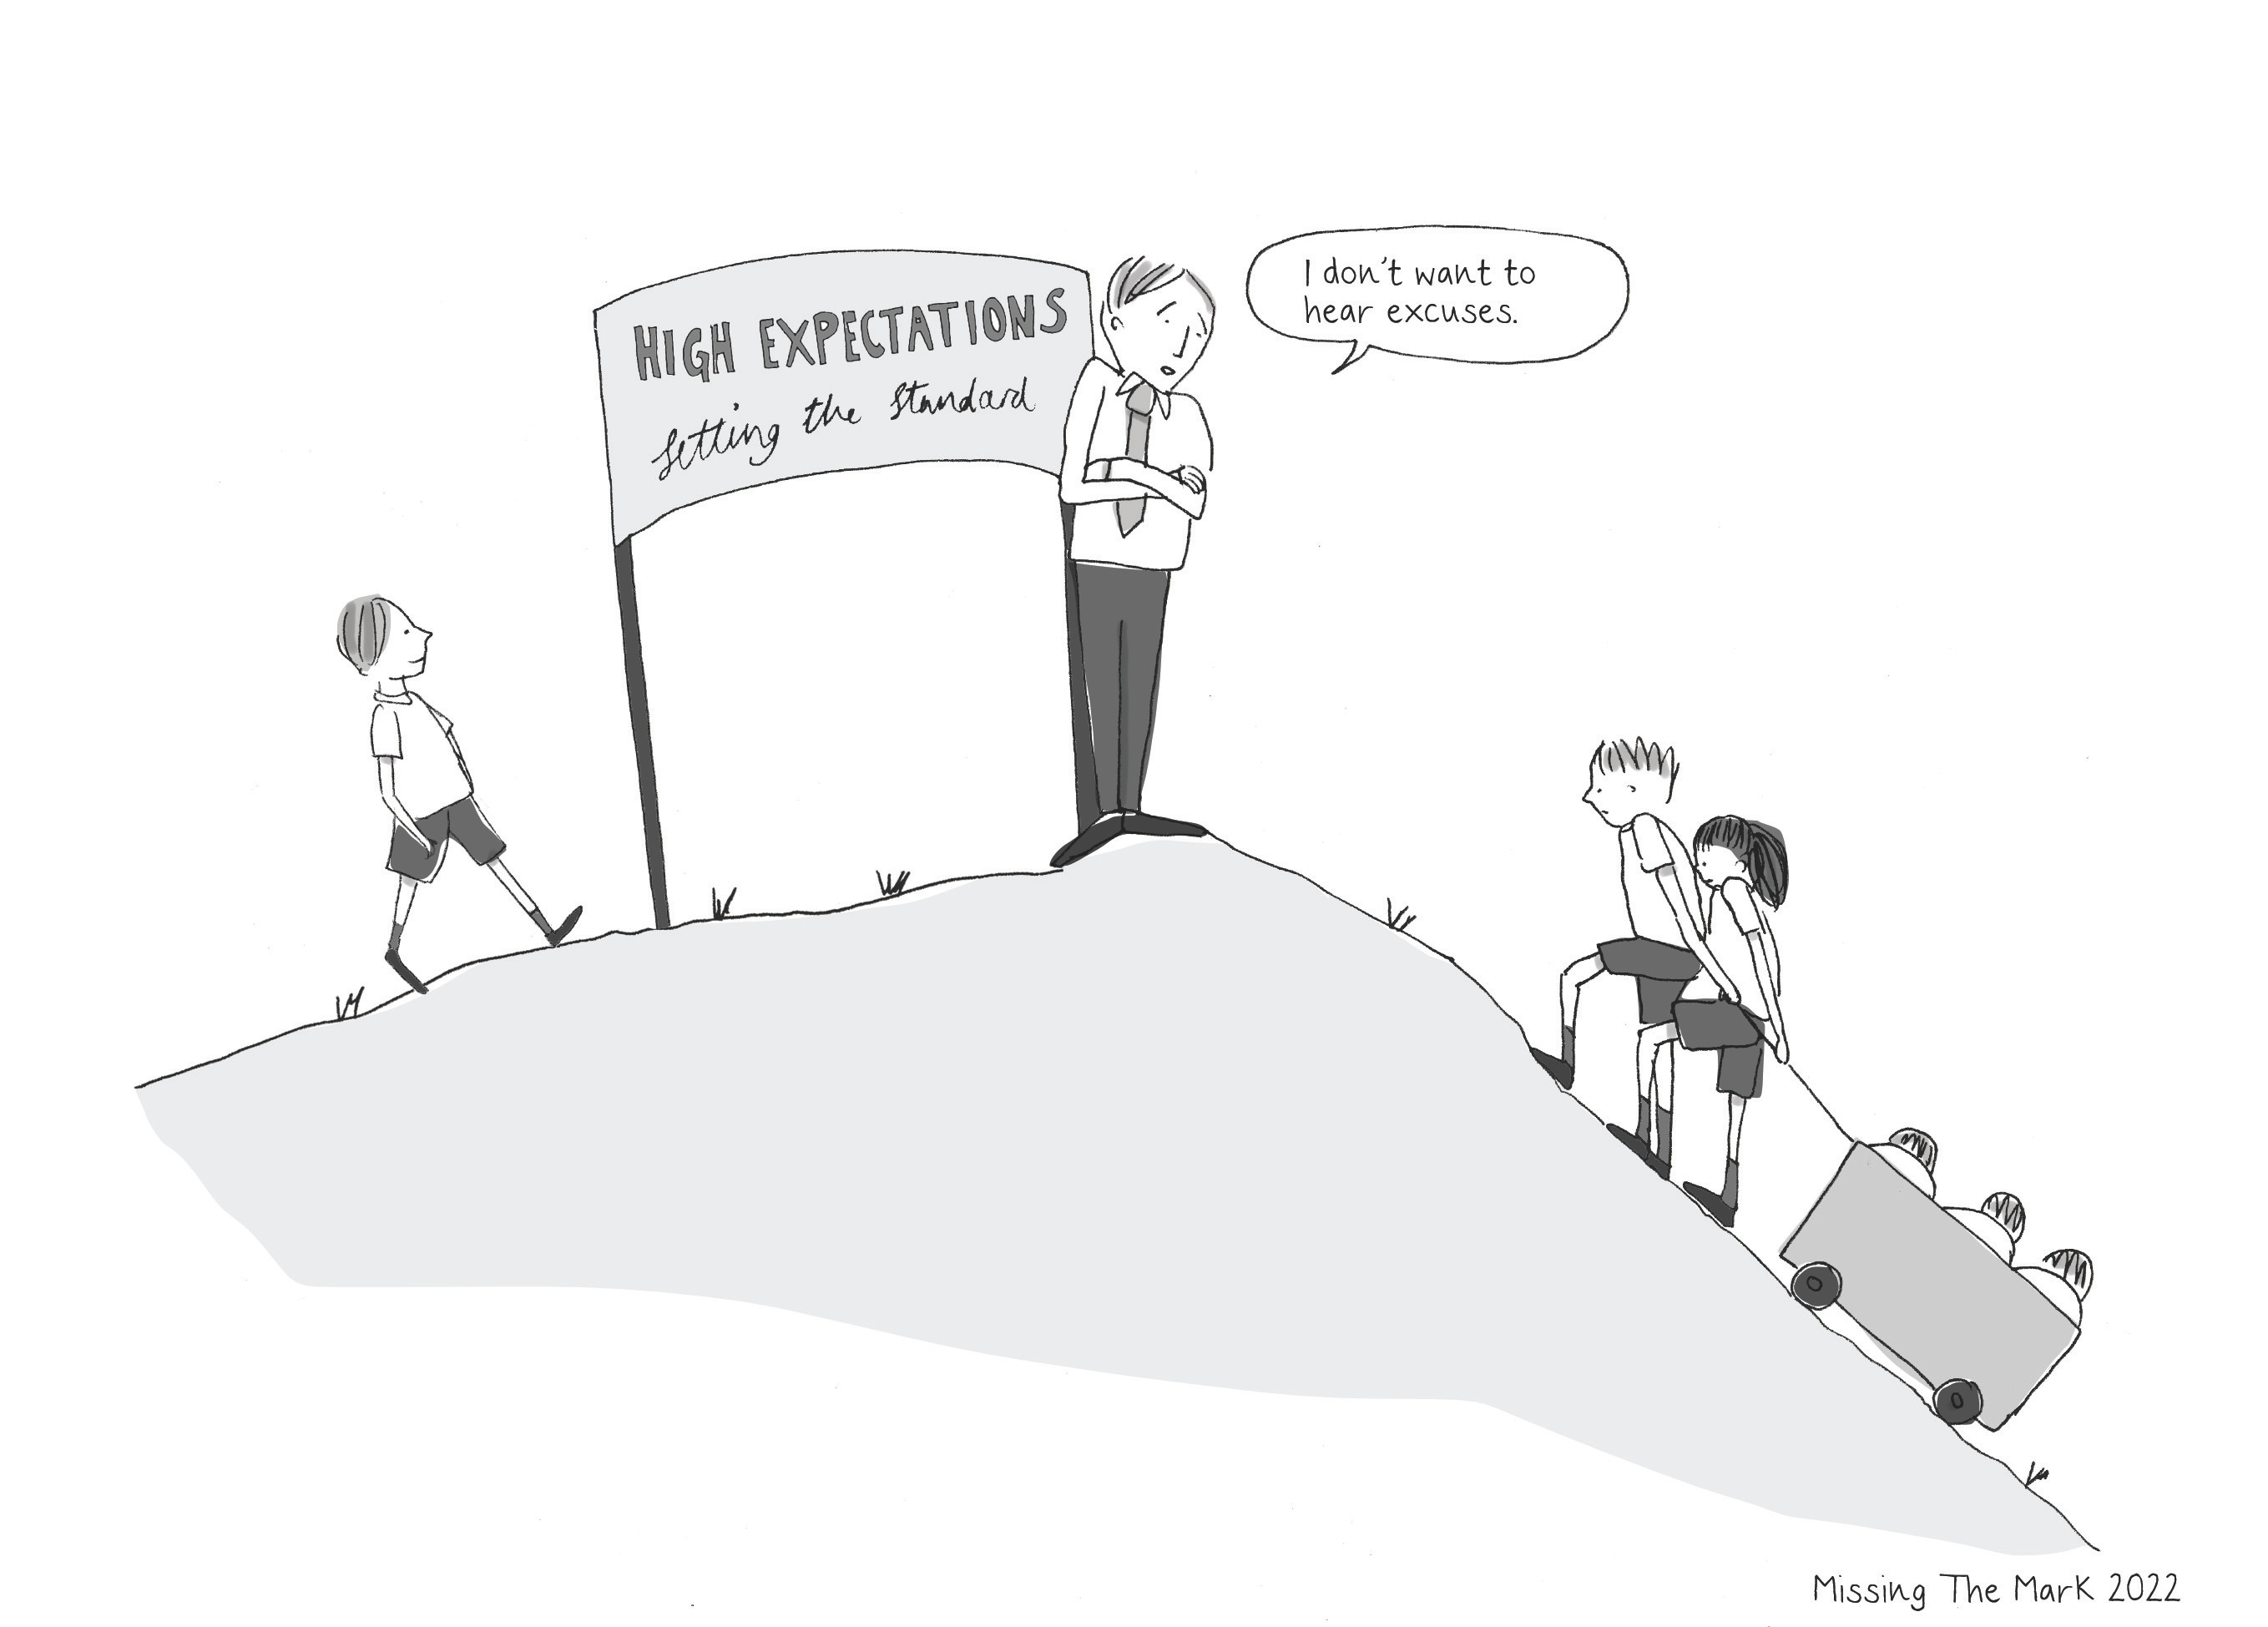 HIGH EXPECTATIONS
setting the standard
I don't want to
hear excuses.
Missing The Mark 2022